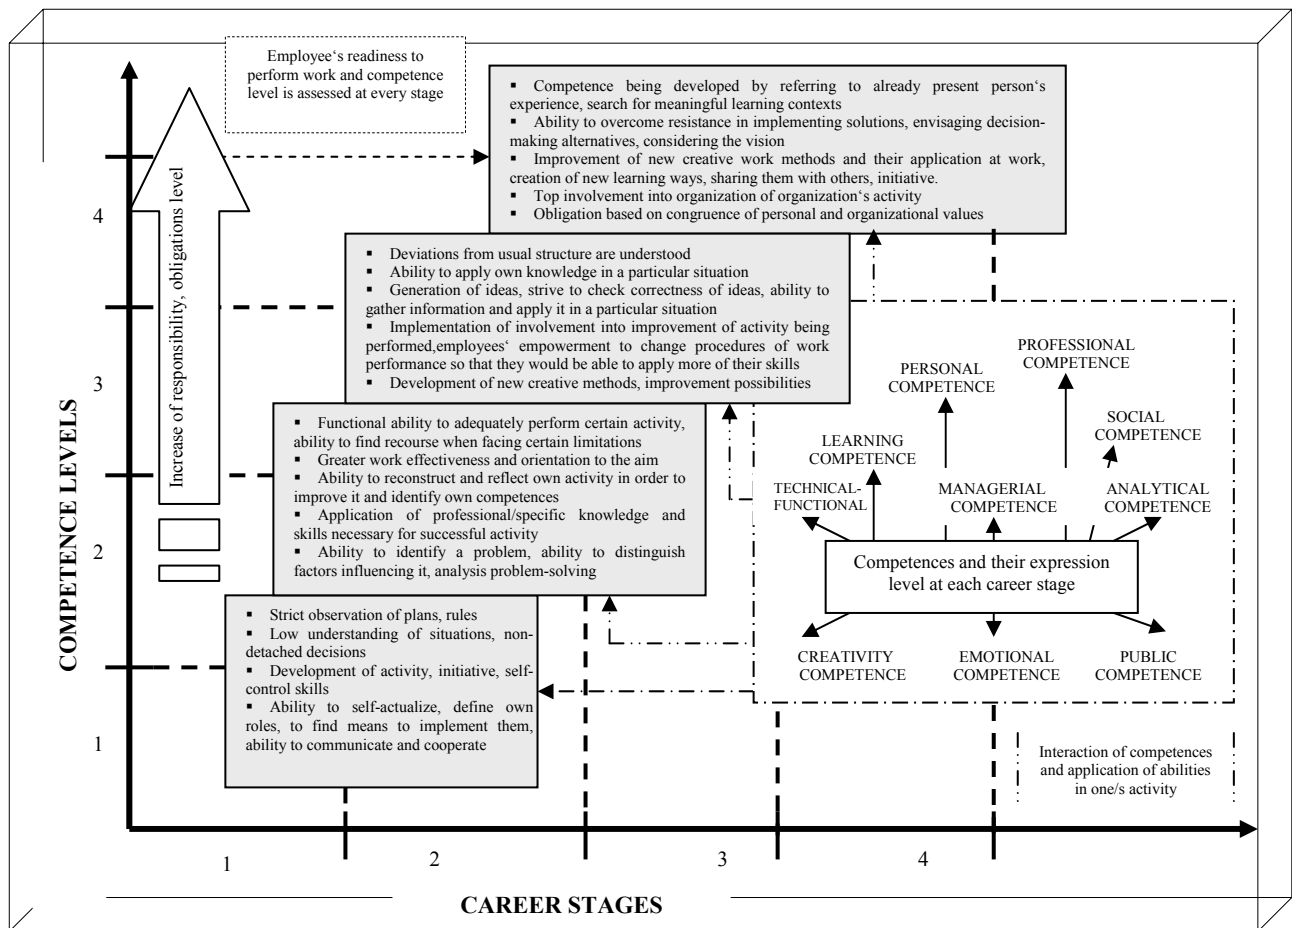 Employee‘s readiness to
perform work and competence
level is assessed at every stage
▪ Competence being developed by referring to already present person‘s
experience, search for meaningful learning contexts
▪ Ability to overcome resistance in implementing solutions, envisaging decision-
making alternatives, considering the vision
▪ Improvement of new creative work methods and their application at work,
creation of new learning ways, sharing them with others, initiative.
▪ Top involvement into organization of organization‘s activity
▪ Obligation based on congruence of personal and organizational values
▪ Deviations from usual structure are understood
▪ Ability to apply own knowledge in a particular situation
▪ Generation of ideas, strive to check correctness of ideas, ability to
gather information and apply it in a particular situation
▪ Implementation of involvement into improvement of activity being
performed,employees‘ empowerment to change procedures of work
performance so that they would be able to apply more of their skills
▪ Development of new creative methods, improvement possibilities
▪ Functional ability to adequately perform certain activity,
ability to find recourse when facing certain limitations
▪ Greater work effectiveness and orientation to the aim
▪ Ability to reconstruct and reflect own activity in order to
improve it and identify own competences
▪ Application of professional/specific knowledge and
skills necessary for successful activity
▪ Ability to identify a problem, ability to distinguish
factors influencing it, analysis problem-solving
▪ Strict observation of plans, rules
▪ Low understanding of situations, non-
detached decisions
▪ Development of activity, initiative, self-
control skills
▪ Ability to self-actualize, define own
roles, to find means to implement them,
ability to communicate and cooperate
Increase of responsibility, obligations level
COMPETENCE LEVELS
4
3
2
1
PROFESSIONAL
COMPETENCE
PERSONAL
COMPETENCE
SOCIAL
COMPETENCE
LEARNING
COMPETENCE
TECHNICAL-
FUNCTIONAL
MANAGERIAL
COMPETENCE
ANALYTICAL
COMPETENCE
Competences and their expression
level at each career stage
CREATIVITY
COMPETENCE
EMOTIONAL
COMPETENCE
PUBLIC
COMPETENCE
Interaction of competences
and application of abilities
in one/s activity
1
2
3
4
CAREER STAGES